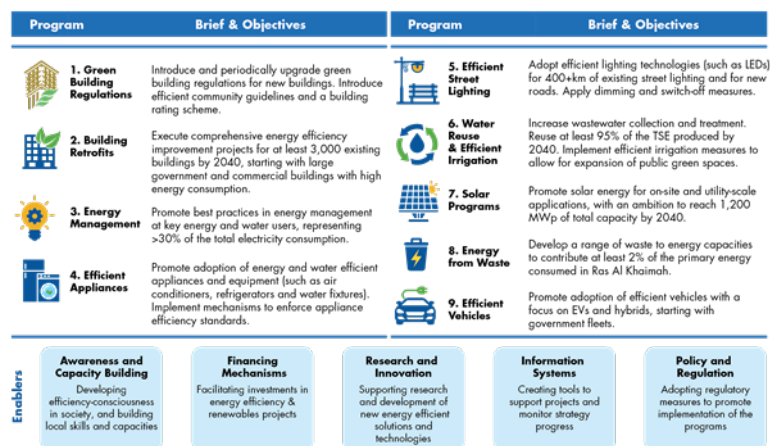 Program
Brief & Objectives
1. Green
Building
Regulations
Introduce and periodically upgrade green
building regulations for new buildings. Introduce
efficient community guidelines and a building
rating scheme.
2. Building
Retrofits
Execute comprehensive energy efficiency
improvement projects for at least 3,000 existing
buildings by 2040, starting with large
government and commercial buildings with high
energy consumption.
3. Energy
Management
Promote best practices in energy management
at key energy and water users, representing
>30% of the total electricity consumption.
4. Efficient
Appliances
Promote adoption of energy and water efficient
appliances and equipment (such as air
conditioners, refrigerators and water fixtures).
Implement mechanisms to enforce appliance
efficiency standards.
Program
Brief & Objectives
5. Efficient
Street
Lighting
Adopt efficient lighting technologies (such as LEDs)
for 400+km of existing street lighting and for new
roads. Apply dimming and switch-off measures.
6. Water
Reuse
& Efficient
Irrigation
Increase wastewater collection and treatment.
Reuse at least 95% of the TSE produced by
2040. Implement efficient irrigation measures to
allow for expansion of public green spaces.
7. Solar
Programs
Promote solar energy for on-site and utility-scale
applications, with an ambition to reach 1,200
MWp of total capacity by 2040.
8. Energy
from Waste
Develop a range of waste to energy capacities
to contribute at least 2% of the primary energy
consumed in Ras Al Khaimah.
9. Efficient
Vehicles
Promote adoption of efficient vehicles with a
focus on EVs and hybrids, starting with
government fleets.
Enablers
Awareness and
Capacity Building
Developing
efficiency-consciousness
in society, and building
local skills and capacities
Financing
Mechanisms
Facilitating investments in
energy efficiency &
renewables projects
Research and
Innovation
Supporting research
and development of
new energy efficient
solutions and
technologies
Information
Systems
Creating tools to
support projects and
monitor strategy
progress
Policy and
Regulation
Adopting regulatory
measures to promote
implementation of the
programs